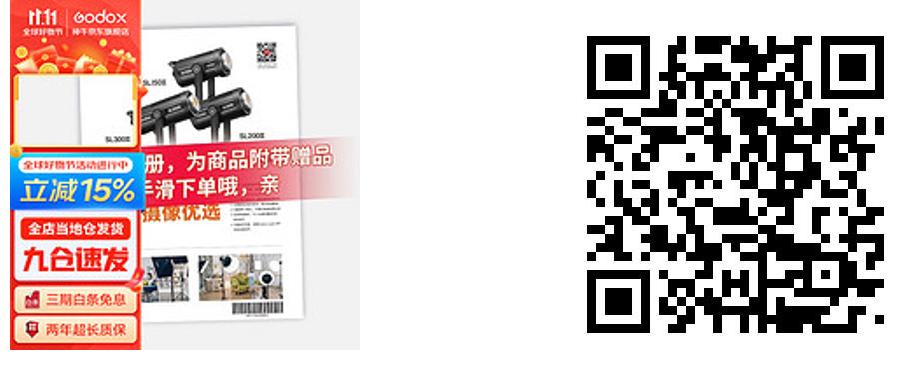 11.11 Godox
全球好物节 神牛京东旗舰店
SL150II
SL300II
SL200II
册，为商品附带赠品
手滑下单哦，亲
摄像优选
全球好物节活动进行中
立减15%
全店当地仓发货
九仓速发
三期白条免息
两年超长质保